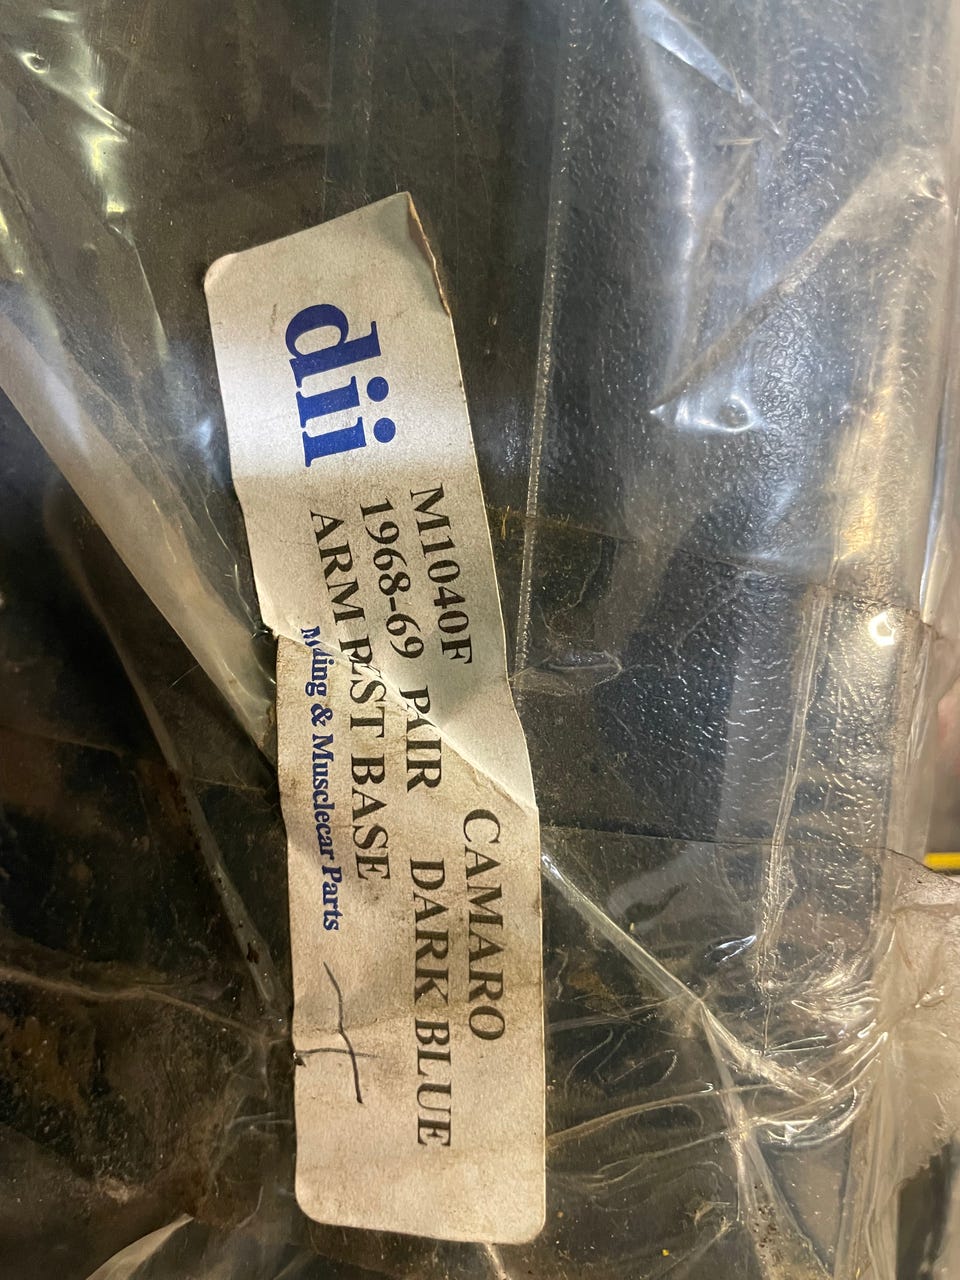 dii
M1040F CAMARO
1968-69 PAIR DARK BLUE
ARM REST BASE
& Musclecar Parts